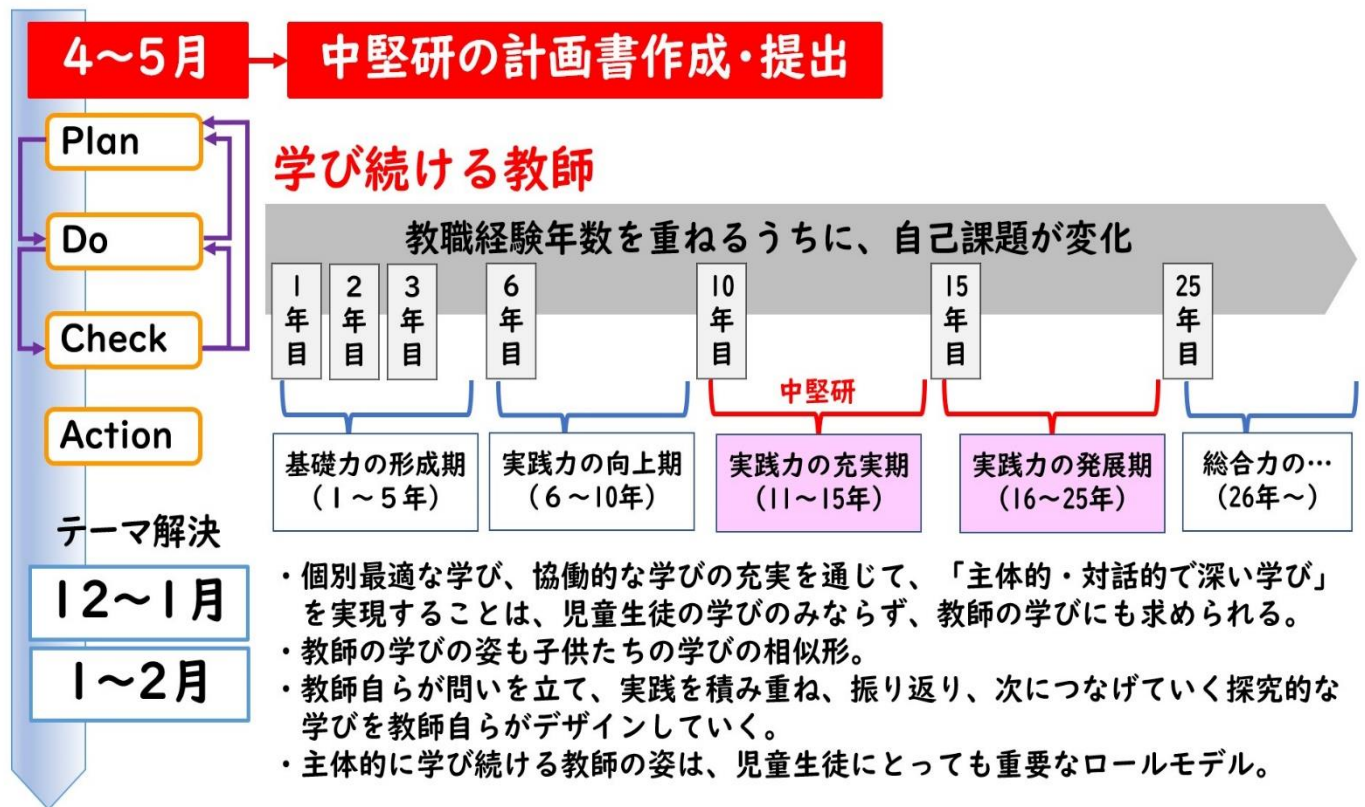 4～5月
中堅研の計画書作成・提出
Plan
Do
Check
Action
テーマ解決
12～1月
1～2月
学び続ける教師
教職経験年数を重ねるうちに、自己課題が変化
1年目
2年目
3年目
6年目
10年目
15年目
25年目
中堅研
基礎力の形成期
(1～5年)
実践力の向上期
(6～10年)
実践力の充実期
(11～15年)
実践力の発展期
(16～25年)
総合力の…
(26年～)
・個別最適な学び、協働的な学びの充実を通じて、「主体的・対話的で深い学び」
を実現することは、児童生徒の学びのみならず、教師の学びにも求められる。
・教師の学びの姿も子供たちの学びの相似形。
・教師自らが問いを立て、実践を積み重ね、振り返り、次につなげていく探究的な
学びを教師自らがデザインしていく。
・主体的に学び続ける教師の姿は、児童生徒にとっても重要なロールモデル。